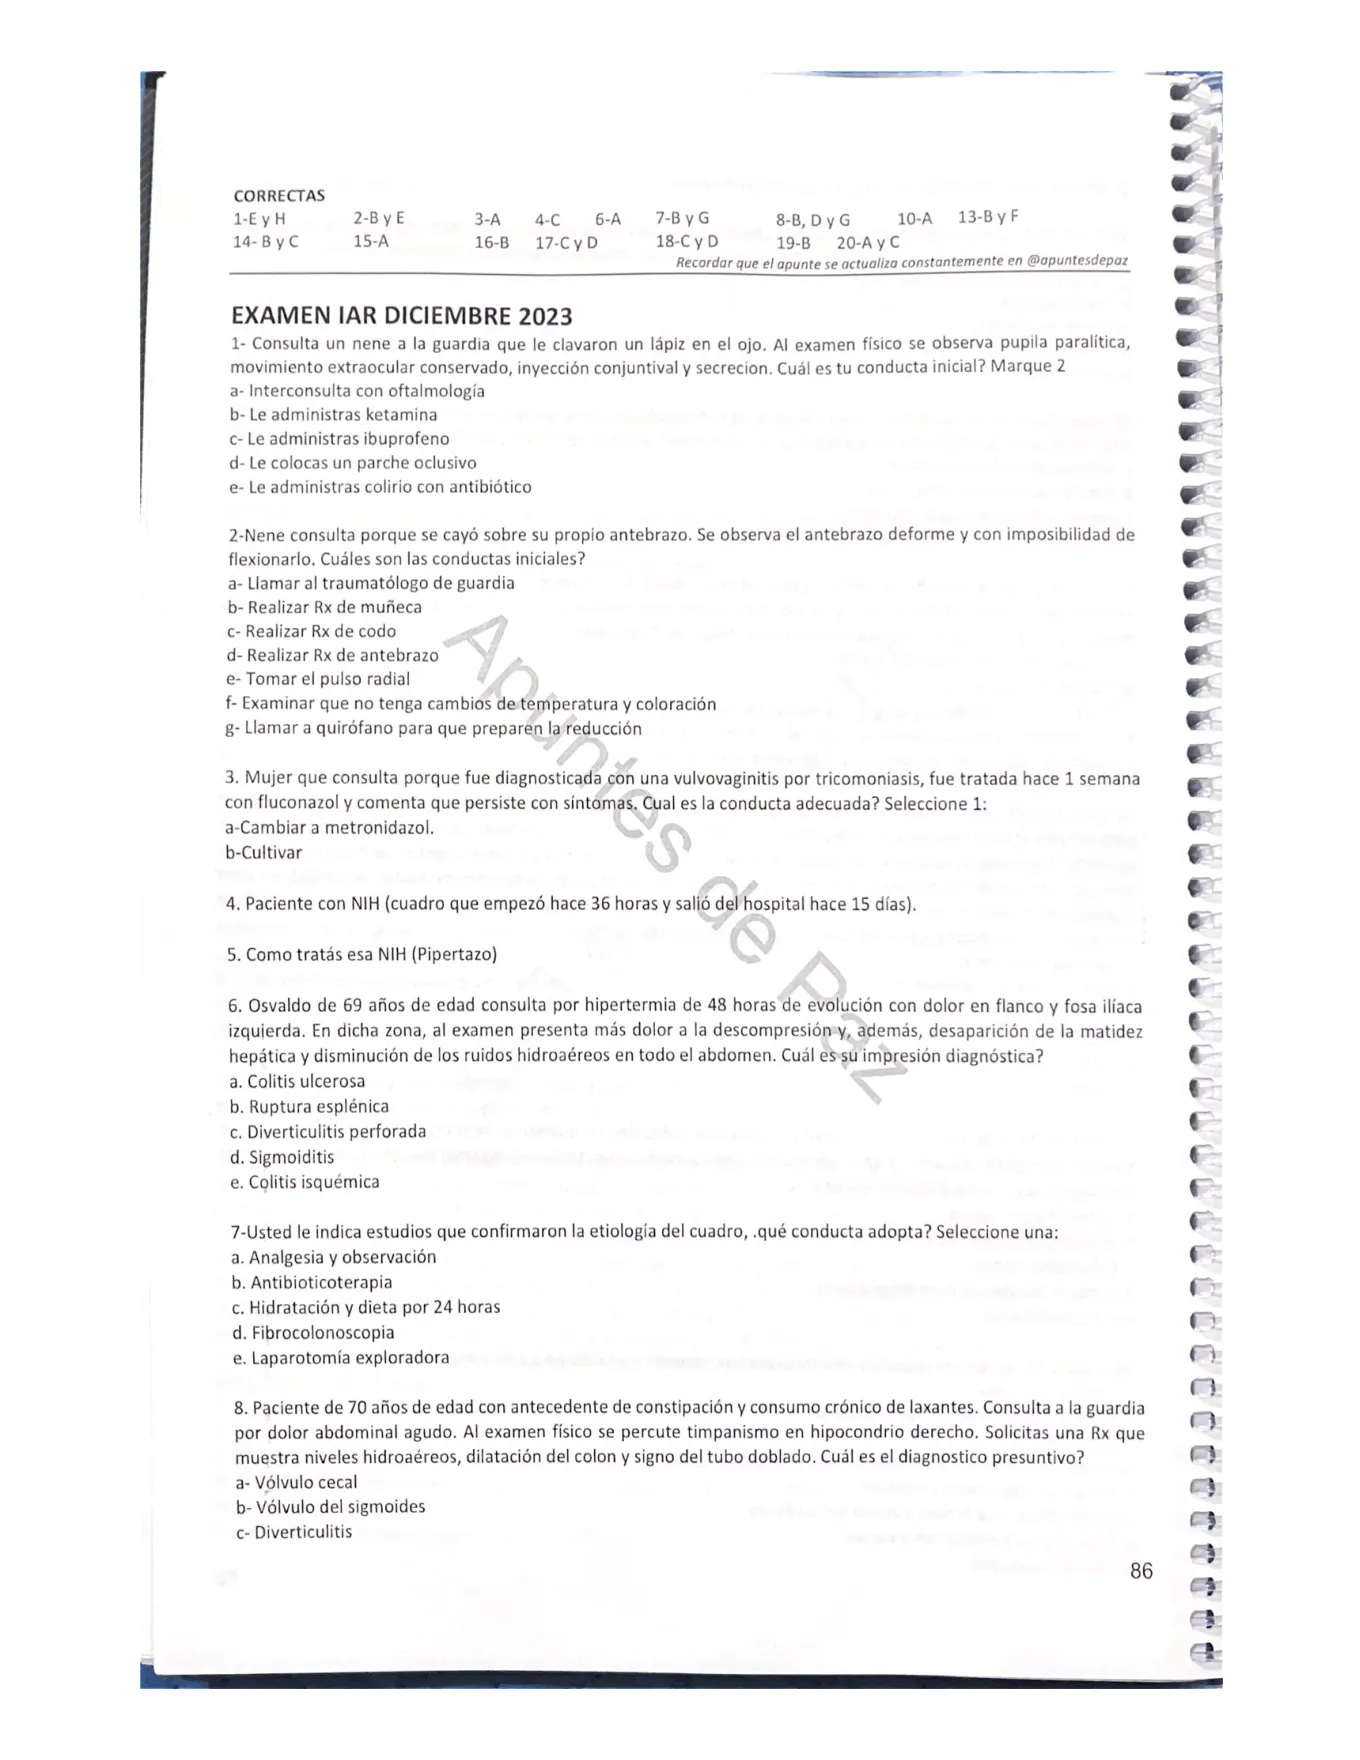 CORRECTAS
1-E y H 2-B y E 3-A 4-C 6-A 7-B y G 8-B, D y G 10-A 13-B y F
14- B y C 15-A 16-B 17-C y D 18-C y D 19-B 20-A y C
Recordar que el apunte se actualiza constantemente en @apuntesdepaz
EXAMEN IAR DICIEMBRE 2023
1- Consulta un nene a la guardia que le clavaron un lápiz en el ojo. Al examen físico se observa pupila paralítica,
movimiento extraocular conservado, inyección conjuntival y secrecion. Cuál es tu conducta inicial? Marque 2
a- Interconsulta con oftalmología
b- Le administras ketamina
c- Le administras ibuprofeno
d- Le colocas un parche oclusivo
e- Le administras colirio con antibiótico
2-Nene consulta porque se cayó sobre su propio antebrazo. Se observa el antebrazo deforme y con imposibilidad de
flexionarlo. Cuáles son las conductas iniciales?
a- Llamar al traumatólogo de guardia
b- Realizar Rx de muñeca
c- Realizar Rx de codo
d- Realizar Rx de antebrazo
e- Tomar el pulso radial
f- Examinar que no tenga cambios de temperatura y coloración
g- Llamar a quirófano para que preparen la reducción
3. Mujer que consulta porque fue diagnosticada con una vulvovaginitis por tricomoniasis, fue tratada hace 1 semana
con fluconazol y comenta que persiste con síntomas. Cual es la conducta adecuada? Seleccione 1:
a-Cambiar a metronidazol.
b-Cultivar
4. Paciente con NIH (cuadro que empezó hace 36 horas y salió del hospital hace 15 días).
5. Como tratás esa NIH (Pipertazo)
6. Osvaldo de 69 años de edad consulta por hipertermia de 48 horas de evolución con dolor en flanco y fosa ilíaca
izquierda. En dicha zona, al examen presenta más dolor a la descompresión y, además, desaparición de la matidez
hepática y disminución de los ruidos hidroaéreos en todo el abdomen. Cuál es su impresión diagnóstica?
a. Colitis ulcerosa
b. Ruptura esplénica
c. Diverticulitis perforada
d. Sigmoiditis
e. Colitis isquémica
7-Usted le indica estudios que confirmaron la etiología del cuadro, .qué conducta adopta? Seleccione una:
a. Analgesia y observación
b. Antibioticoterapia
c. Hidratación y dieta por 24 horas
d. Fibrocolonoscopia
e. Laparotomía exploradora
8. Paciente de 70 años de edad con antecedente de constipación y consumo crónico de laxantes. Consulta a la guardia
por dolor abdominal agudo. Al examen físico se percute timpanismo en hipocondrio derecho. Solicitas una Rx que
muestra niveles hidroaéreos, dilatación del colon y signo del tubo doblado. Cuál es el diagnostico presuntivo?
a- Vólvulo cecal
b- Vólvulo del sigmoides
c- Diverticulitis
86
Apuntes de Paz